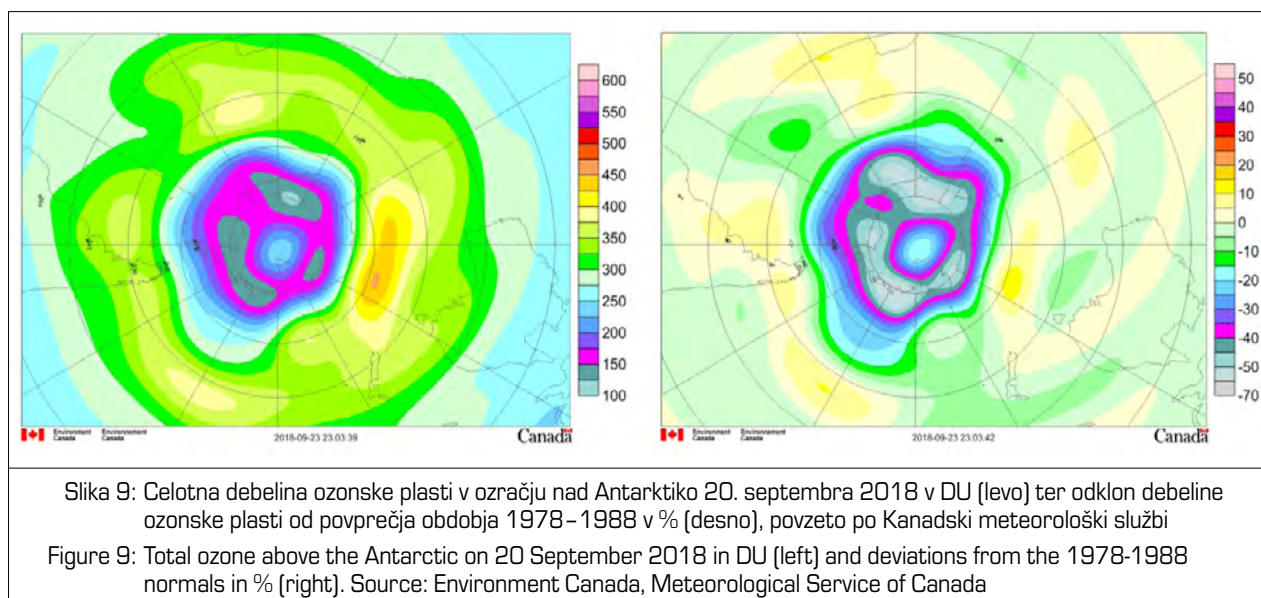 600
550
500
450
400
350
300
250
200
150
100
50
40
30
20
10
0
-10
-20
-30
-40
-50
-70
Environment Canada
Environnement Canada
2018-09-23 23:03:39
Canada
Environment Canada
Environnement Canada
2018-09-23 23:03:42
Canada
Slika 9: Celotna debelina ozonske plasti v ozračju nad Antarktiko 20. septembra 2018 v DU (levo) ter odklon debeline
ozonske plasti od povprečja obdobja 1978–1988 v % (desno), povzeto po Kanadski meteorološki službi
Figure 9: Total ozone above the Antarctic on 20 September 2018 in DU (left) and deviations from the 1978-1988
normals in % (right). Source: Environment Canada, Meteorological Service of Canada